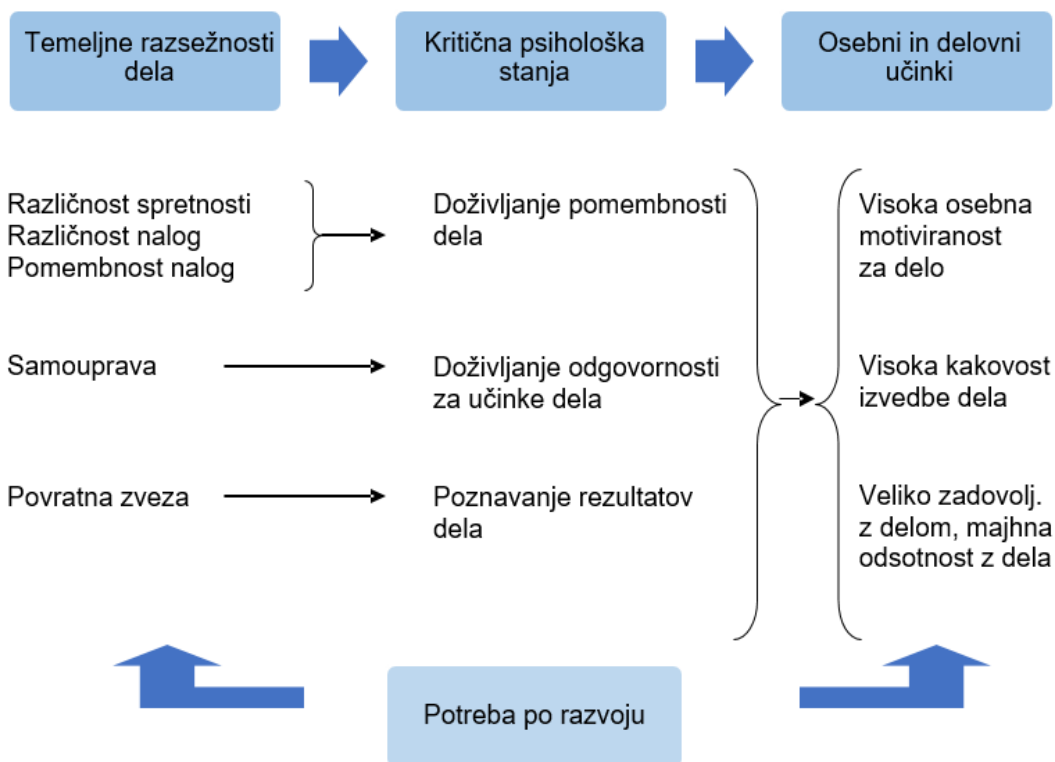 Temeljne razsežnosti
dela
Kritična psihološka
stanja
Osebni in delovni
učinki
Različnost spretnosti
Različnost nalog
Pomembnost nalog
Doživljanje pomembnosti
dela
Visoka osebna
motiviranost
za delo
Samouprava
Doživljanje odgovornosti
za učinke dela
Visoka kakovost
izvedbe dela
Povratna zveza
Poznavanje rezultatov
dela
Veliko zadovolj.
z delom, majhna
odsotnost z dela
Potreba po razvoju